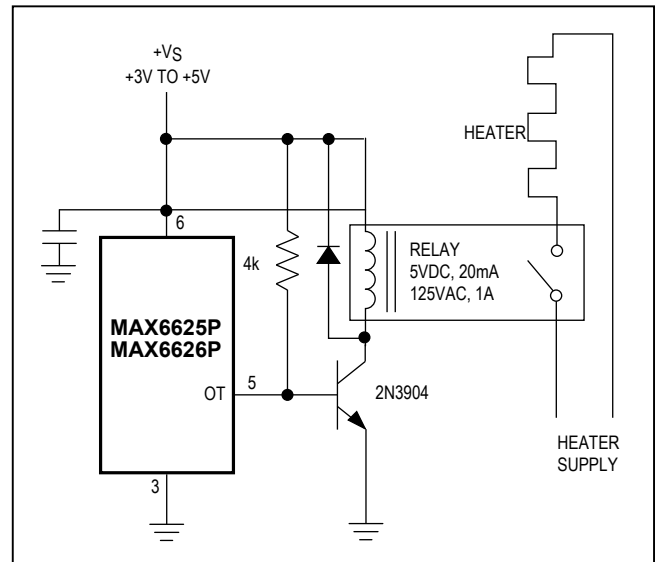 +VS
+3V TO +5V
HEATER
6
4k
RELAY
5VDC, 20mA
125VAC, 1A
MAX6625P
MAX6626P
OT
5
2N3904
3
HEATER
SUPPLY